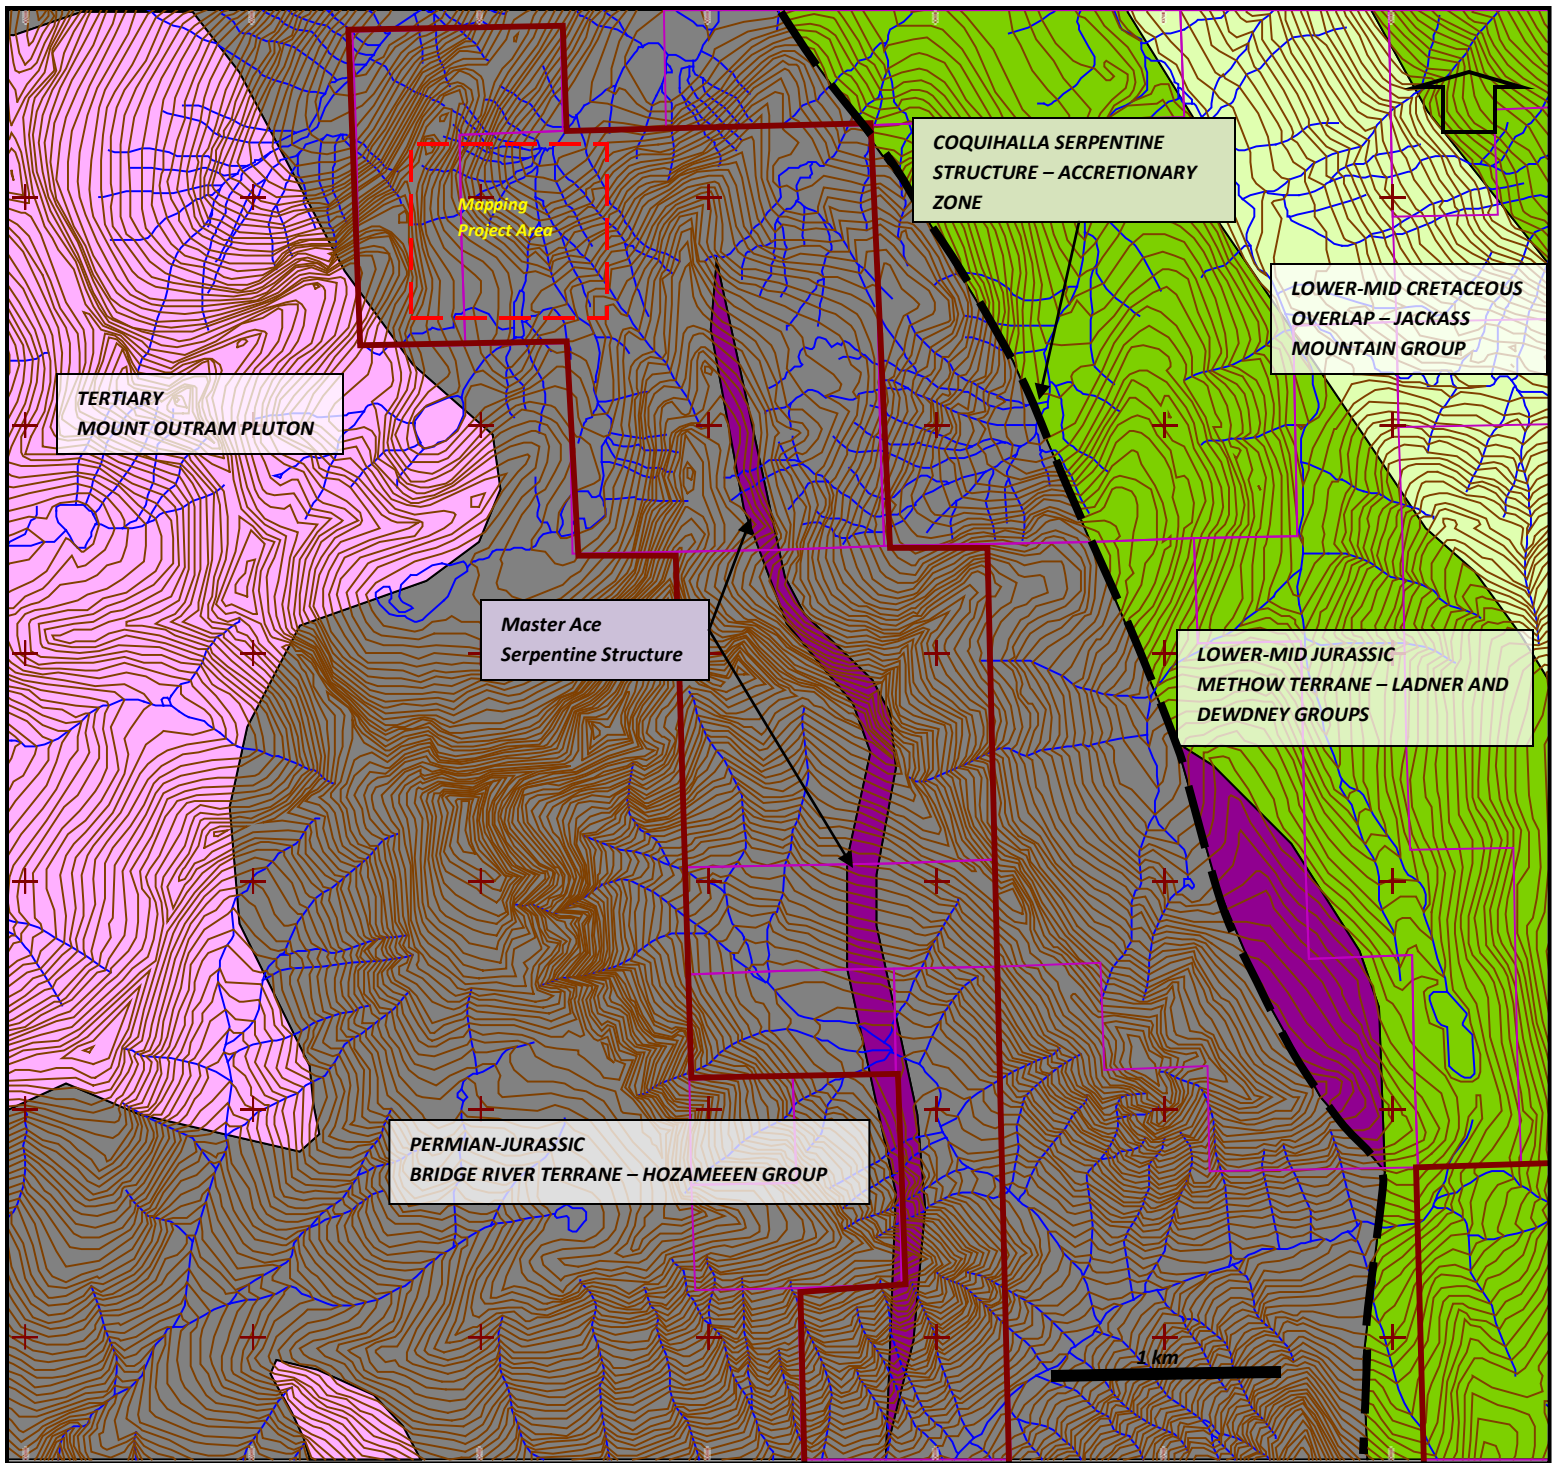 COQUIHALLA SERPENTINE
STRUCTURE – ACCRETIONARY
ZONE
Mapping
Project Area
LOWER-MID CRETACEOUS
OVERLAP – JACKASS
MOUNTAIN GROUP
TERTIARY
MOUNT OUTRAM PLUTON
Master Ace
Serpentine Structure
LOWER-MID JURASSIC
METHOW TERRANE – LADNER AND
DEWDNEY GROUPS
PERMIAN-JURASSIC
BRIDGE RIVER TERRANE – HOZAMEEEN GROUP
1 km